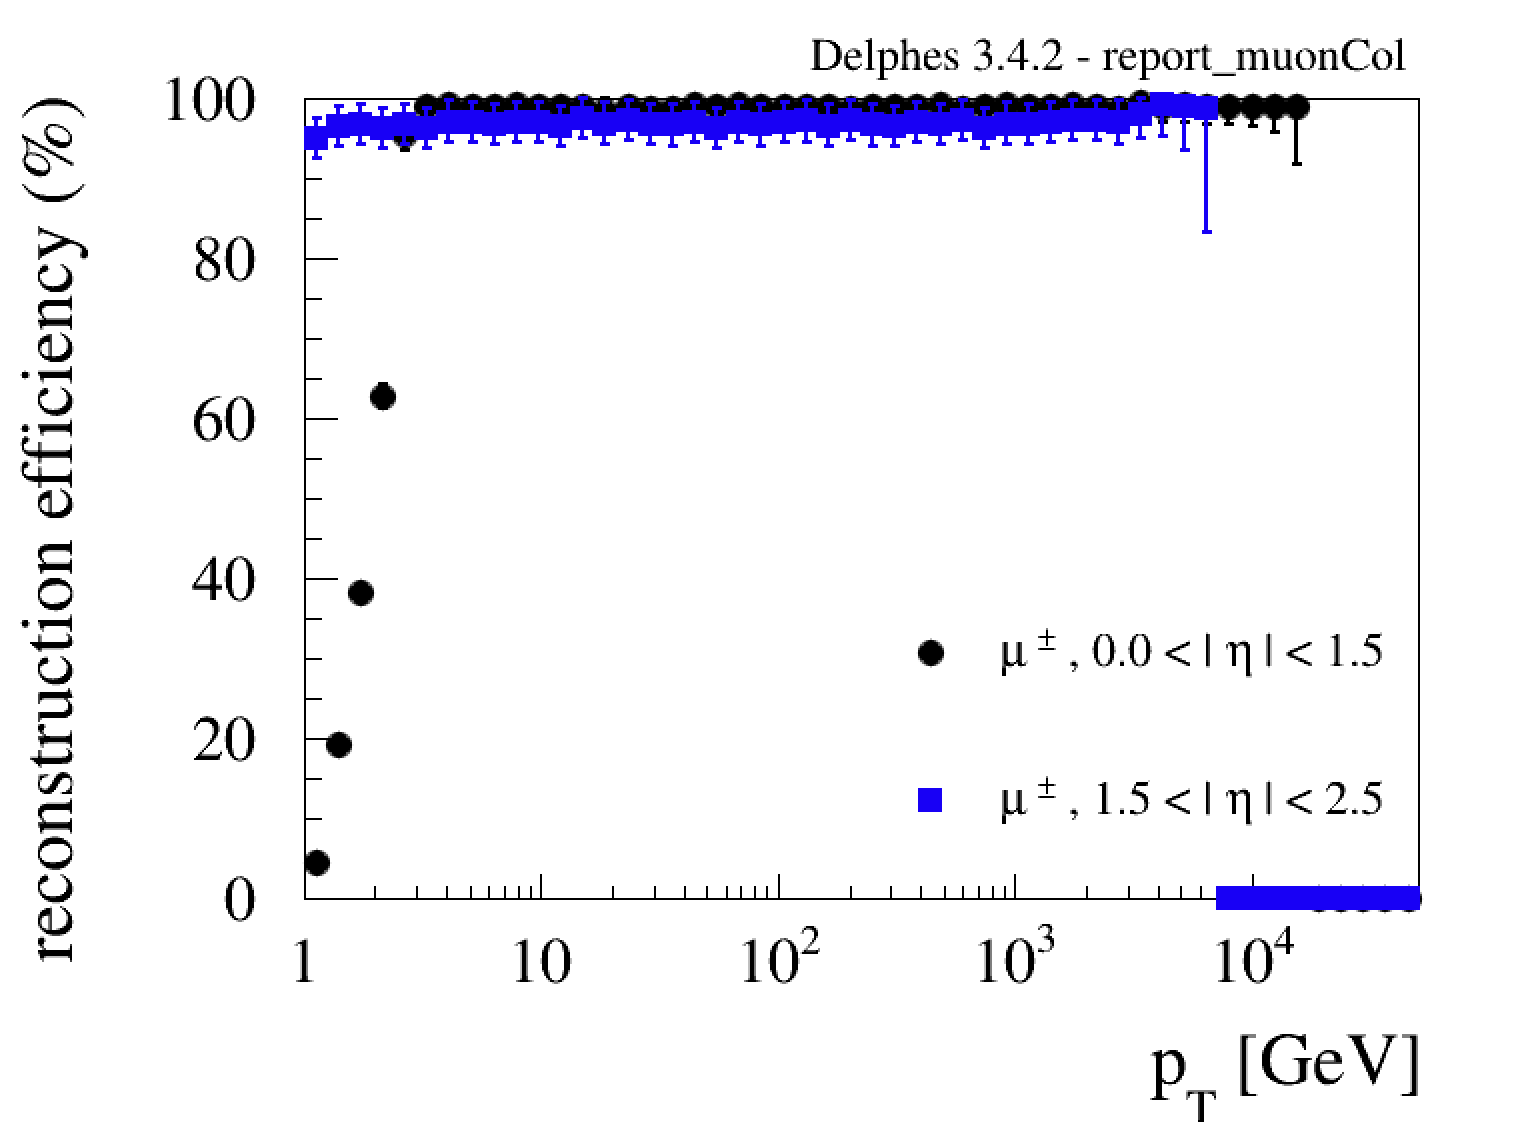 Delphes 3.4.2 - report_muonCol
reconstruction efficiency (%)
100
80
60
40
20
0
μ±, 0.0 < | η | < 1.5
μ±, 1.5 < | η | < 2.5
1 10 10² 10³ 10⁴
p_T [GeV]